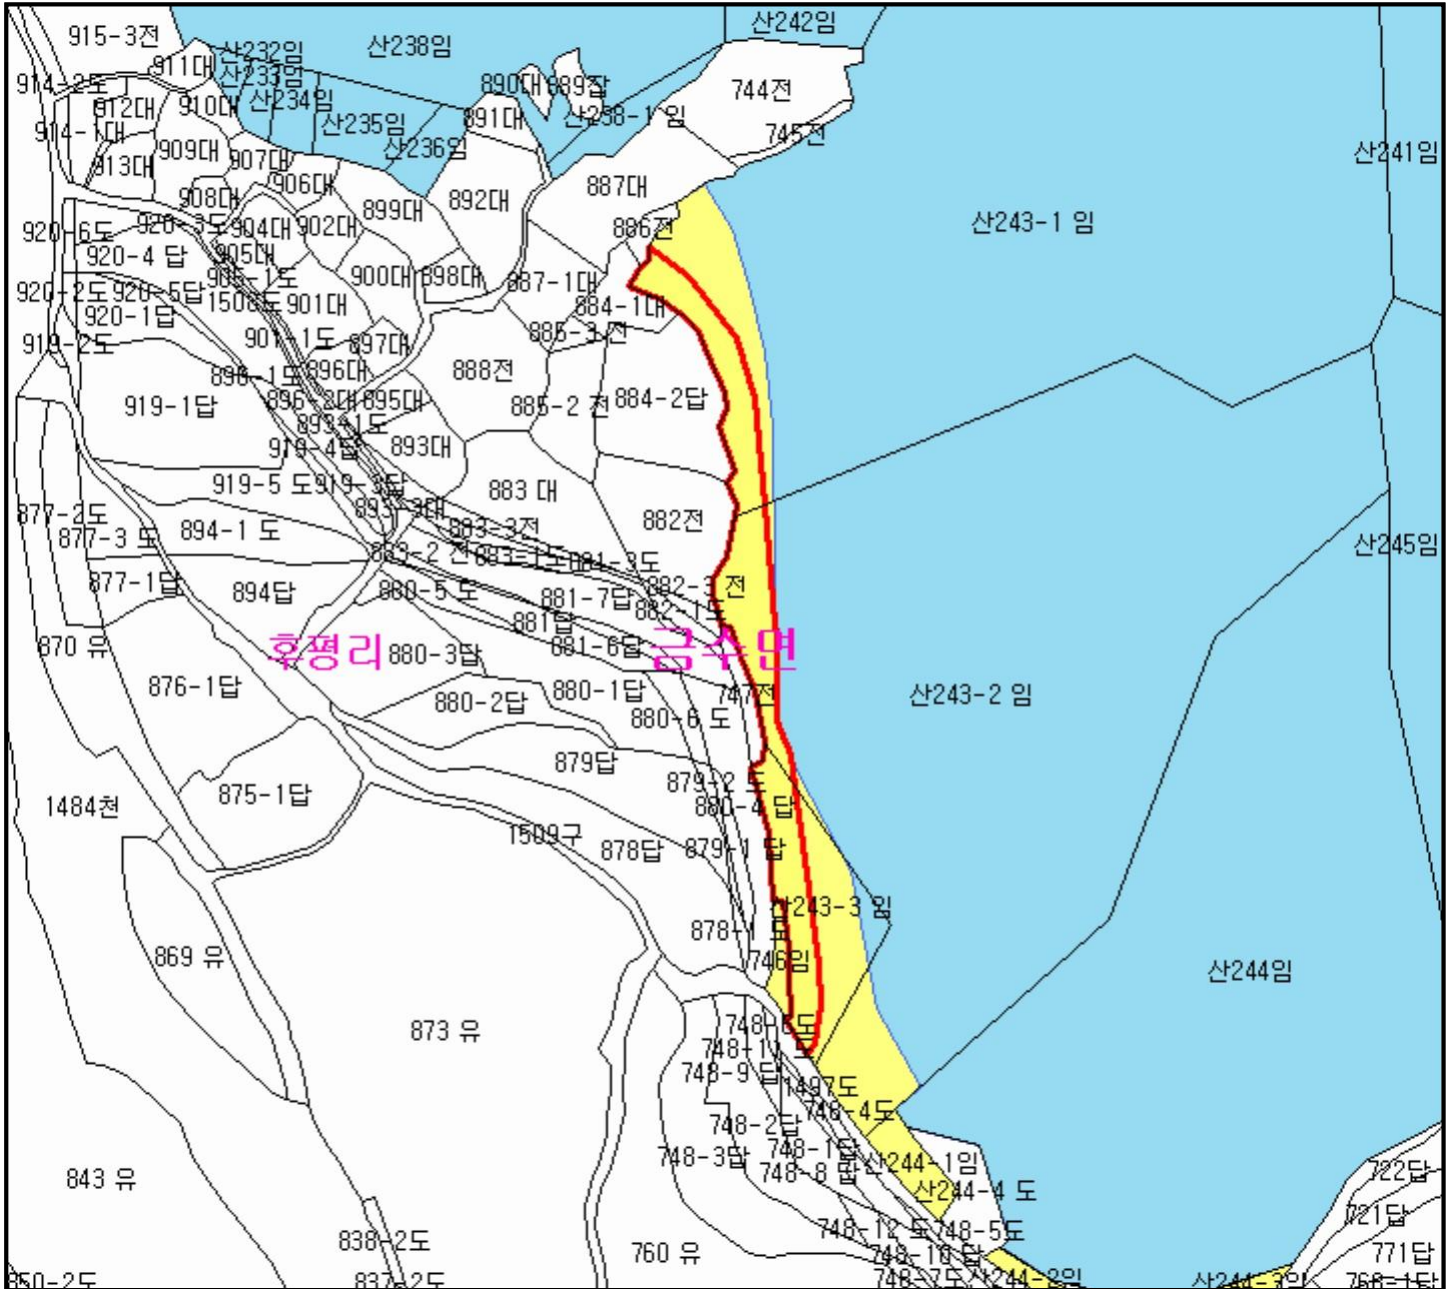 915-3전
산232임
산238임
산242임
911대
산233임
914-2도
890대
889잡
744전
912대
910대
산234임
산238-1 임
914-1대
891대
산235임
745전
913대
909대
907대
산236임
산241임
908대
906대
899대
892대
887대
920-6도
920-3도
904대
902대
886전
산243-1 임
920-4 답
905대
900대
898대
887-1대
920-2도
920-5답
901대
884-1대
920-1답
901-1도
885-3 전
919-2도
897대
896대
888전
919-1답
896-2대
895대
885-2 전
884-2답
893-1도
919-4답
893대
919-5 도
919-3답
883 대
877-2도
893-3대
882전
877-3 도
894-1 도
883-3전
산245임
883-2 전
883-1도
881-3도
877-1답
894답
880-5 도
881-7답
882-3 전
882-1도
881답
870 유
후평리
880-3답
881-6답
금수면
876-1답
880-2답
880-1답
747전
산243-2 임
880-6 도
879답
879-2 도
1484천
875-1답
880-4 답
1509구
878답
879-1 답
산243-3 임
878-1 도
869 유
746임
산244임
873 유
748-11 도
748-9 답
1497도
748-4도
748-2답
748-1답
748-3답
748-8 답
산244-1임
722답
843 유
산244-4 도
721답
838-2도
748-12 도
748-5도
760 유
748-10 답
771답
850-2도
837-2도
748-7도
산244-2임
산244-3임
768-1답